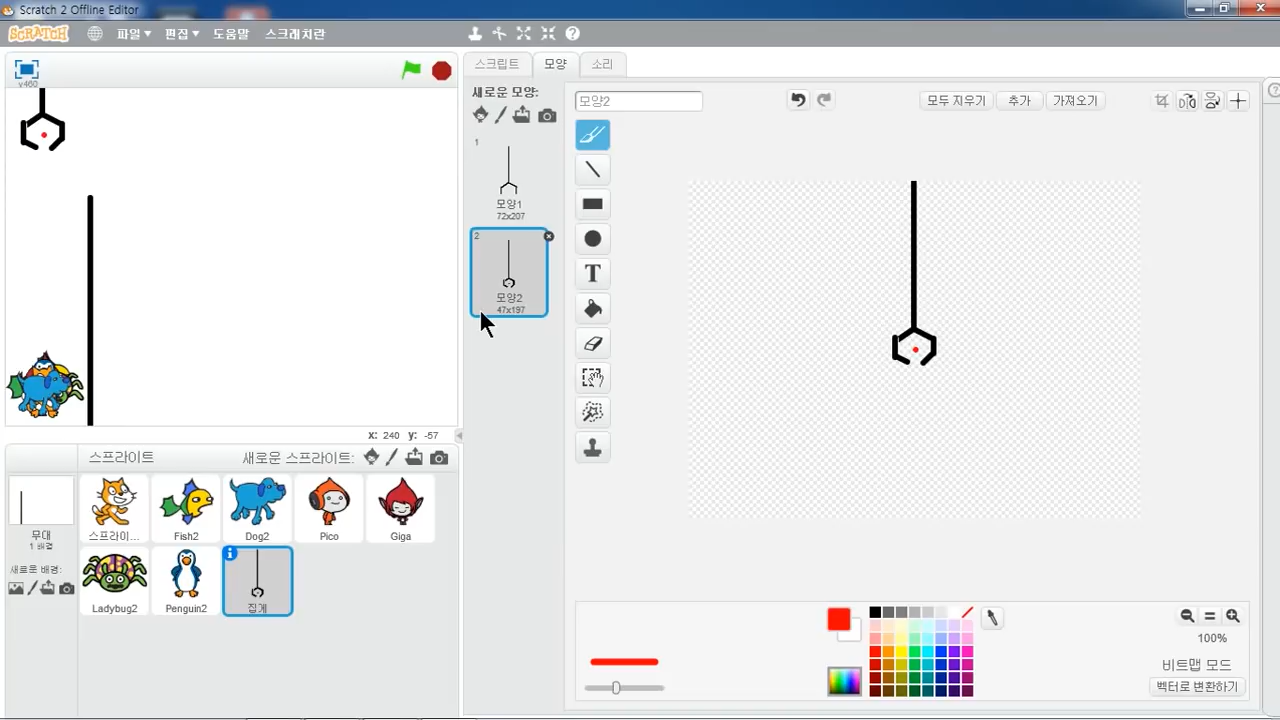 Scratch 2 Offline Editor
SCRATCH 파일▼ 편집▼ 도움말 스크래치란
v460
스크립트 모양 소리
새로운 모양:
1
모양1
72x207
2
모양2
47x197
모양2
모두 지우기 추가 가져오기
T
x: 240 y: -57
스프라이트 새로운 스프라이트:
무대
1 배경
새로운 배경:
스프라이... Fish2 Dog2 Pico Giga
Ladybug2 Penguin2 집게
100%
비트맵 모드
벡터로 변환하기